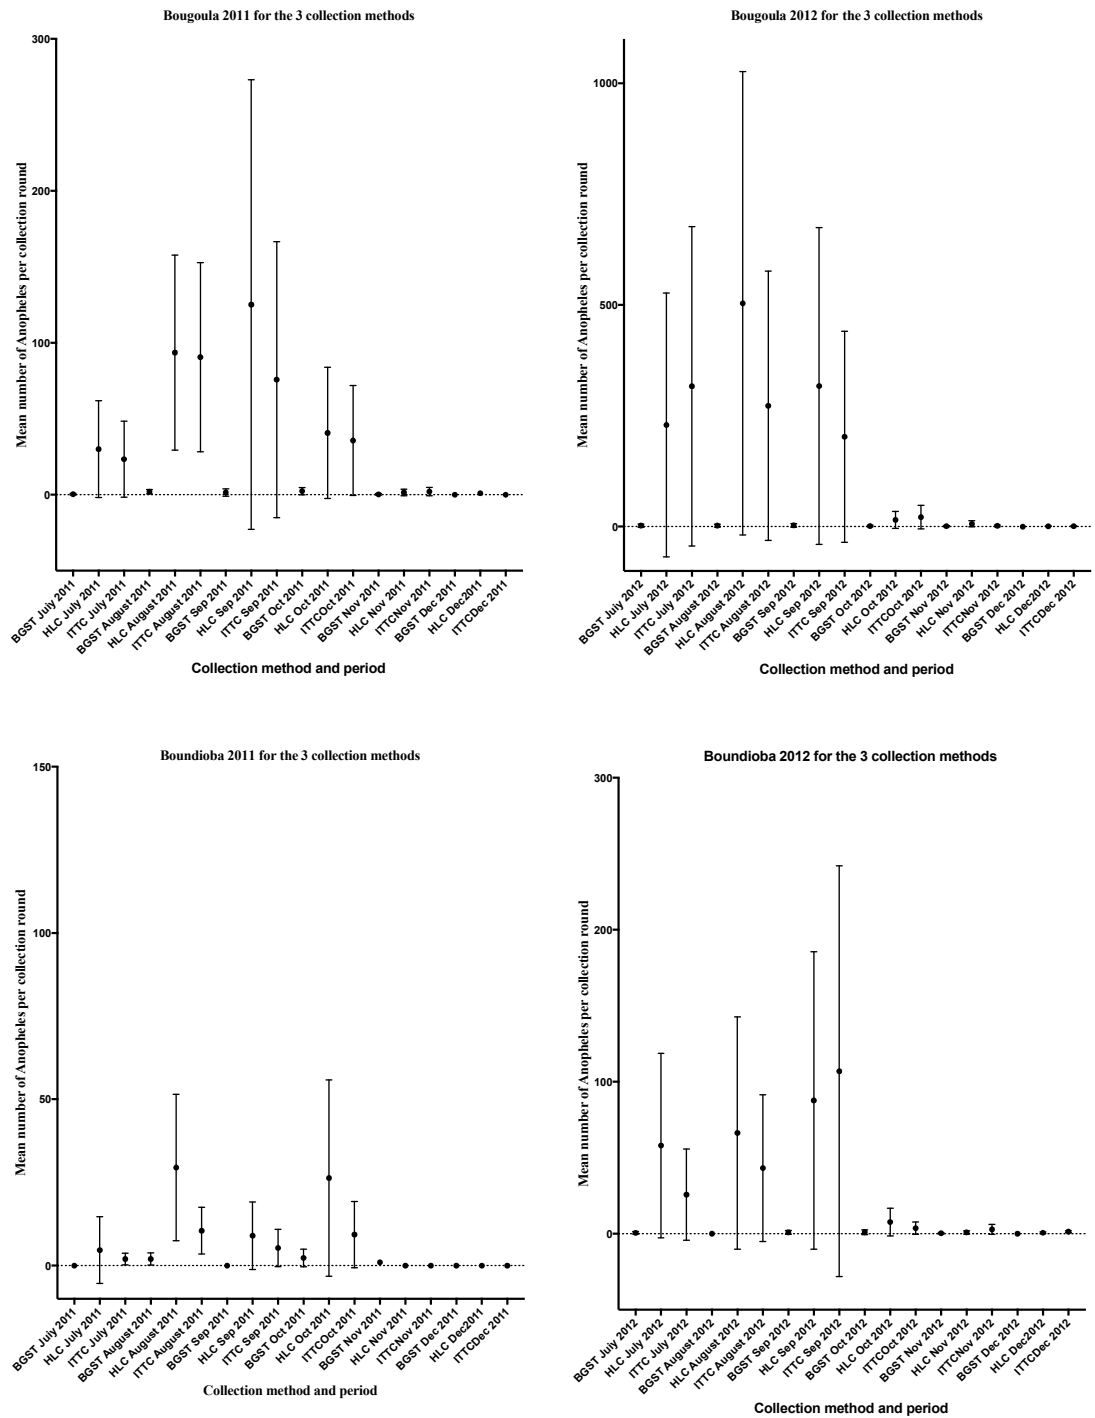 Bougoula 2011 for the 3 collection methods
Mean number of Anopheles per collection round
300
200
100
0
BGST July 2011
HLC July 2011
ITTC July 2011
BGST August 2011
HLC August 2011
ITTC August 2011
BGST Sep 2011
HLC Sep 2011
ITTC Sep 2011
BGST Oct 2011
HLC Oct 2011
ITTCOct 2011
BGST Nov 2011
HLC Nov 2011
ITTCNov 2011
BGST Dec 2011
HLC Dec2011
ITTCDec 2011
Collection method and period
Bougoula 2012 for the 3 collection methods
Mean number of Anopheles per collection round
1000
500
0
BGST July 2012
HLC July 2012
ITTC July 2012
BGST August 2012
HLC August 2012
ITTC August 2012
BGST Sep 2012
HLC Sep 2012
ITTC Sep 2012
BGST Oct 2012
HLC Oct 2012
ITTCOct 2012
BGST Nov 2012
HLC Nov 2012
ITTCNov 2012
BGST Dec 2012
HLC Dec2012
ITTCDec 2012
Collection method and period
Boundioba 2011 for the 3 collection methods
Mean number of Anopheles per collection round
150
100
50
0
BGST July 2011
HLC July 2011
ITTC July 2011
BGST August 2011
HLC August 2011
ITTC August 2011
BGST Sep 2011
HLC Sep 2011
ITTC Sep 2011
BGST Oct 2011
HLC Oct 2011
ITTCOct 2011
BGST Nov 2011
HLC Nov 2011
ITTCNov 2011
BGST Dec 2011
HLC Dec2011
ITTCDec 2011
Collection method and period
Boundioba 2012 for the 3 collection methods
Mean number of Anopheles per collection round
300
200
100
0
BGST July 2012
HLC July 2012
ITTC July 2012
BGST August 2012
HLC August 2012
ITTC August 2012
BGST Sep 2012
HLC Sep 2012
ITTC Sep 2012
BGST Oct 2012
HLC Oct 2012
ITTCOct 2012
BGST Nov 2012
HLC Nov 2012
ITTCNov 2012
BGST Dec 2012
HLC Dec2012
ITTCDec 2012
Collection method and period